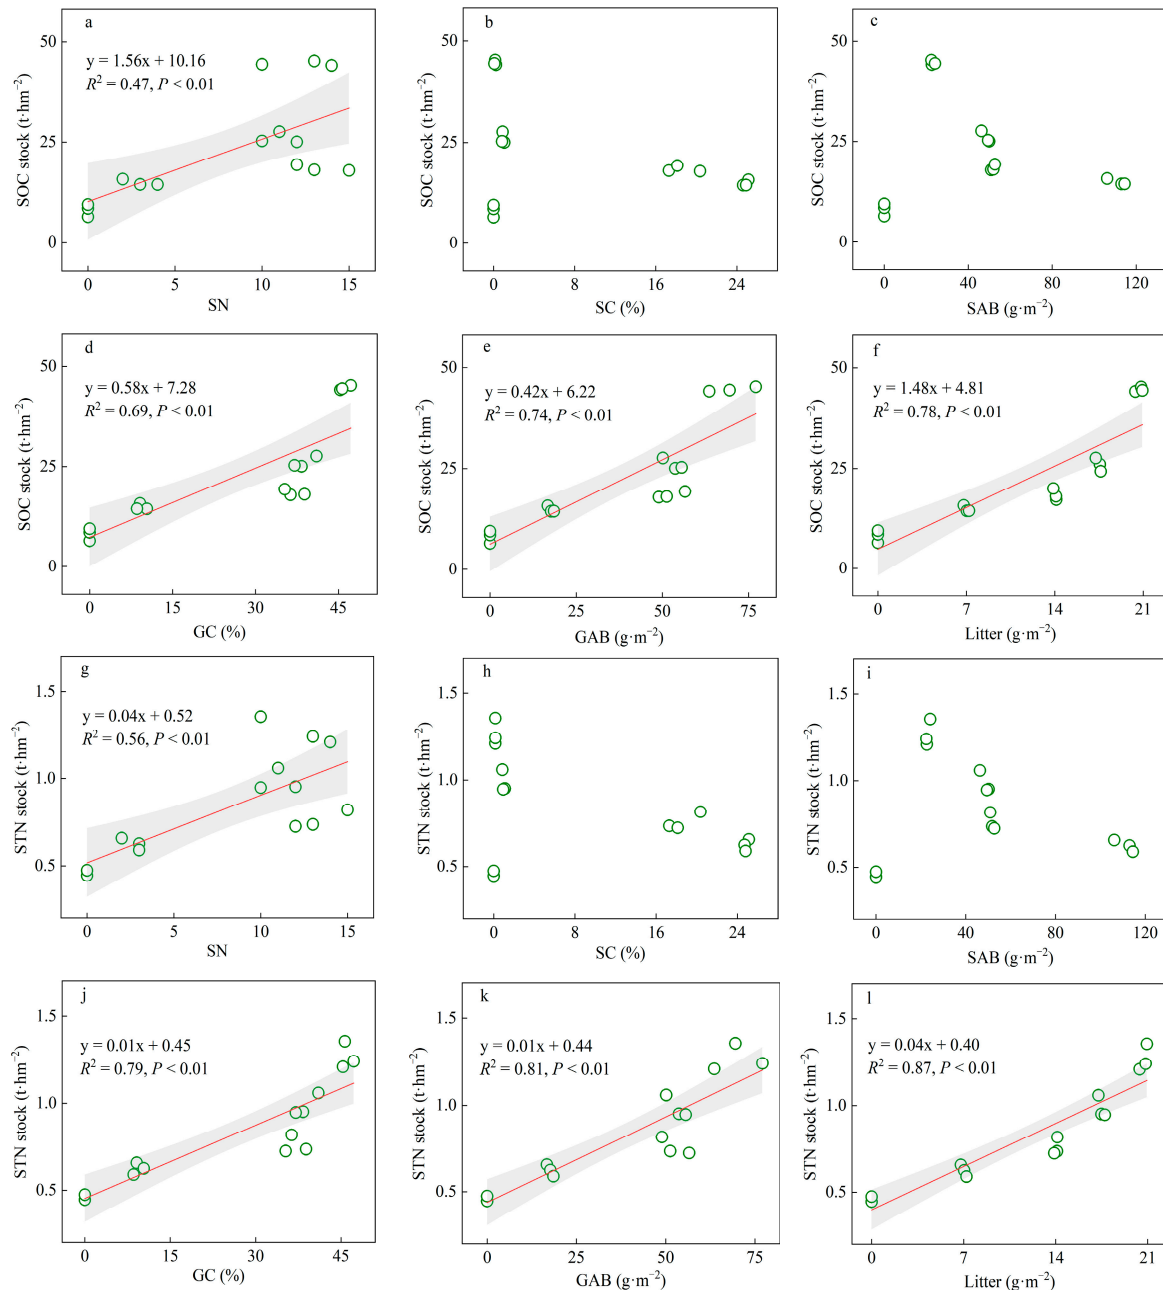 a
y = 1.56x + 10.16
R² = 0.47, P < 0.01
50
25
0
SOC stock (t·hm⁻²)
0 5 10 15
SN
b
50
25
0
SOC stock (t·hm⁻²)
0 8 16 24
SC (%)
c
50
25
0
SOC stock (t·hm⁻²)
0 40 80 120
SAB (g·m⁻²)
d
y = 0.58x + 7.28
R² = 0.69, P < 0.01
50
25
0
SOC stock (t·hm⁻²)
0 15 30 45
GC (%)
e
y = 0.42x + 6.22
R² = 0.74, P < 0.01
50
25
0
SOC stock (t·hm⁻²)
0 25 50 75
GAB (g·m⁻²)
f
y = 1.48x + 4.81
R² = 0.78, P < 0.01
50
25
0
SOC stock (t·hm⁻²)
0 7 14 21
Litter (g·m⁻²)
g
y = 0.04x + 0.52
R² = 0.56, P < 0.01
1.5
1.0
0.5
STN stock (t·hm⁻²)
0 5 10 15
SN
h
1.5
1.0
0.5
STN stock (t·hm⁻²)
0 8 16 24
SC (%)
i
1.5
1.0
0.5
STN stock (t·hm⁻²)
0 40 80 120
SAB (g·m⁻²)
j
y = 0.01x + 0.45
R² = 0.79, P < 0.01
1.5
1.0
0.5
STN stock (t·hm⁻²)
0 15 30 45
GC (%)
k
y = 0.01x + 0.44
R² = 0.81, P < 0.01
1.5
1.0
0.5
STN stock (t·hm⁻²)
0 25 50 75
GAB (g·m⁻²)
l
y = 0.04x + 0.40
R² = 0.87, P < 0.01
1.5
1.0
0.5
STN stock (t·hm⁻²)
0 7 14 21
Litter (g·m⁻²)